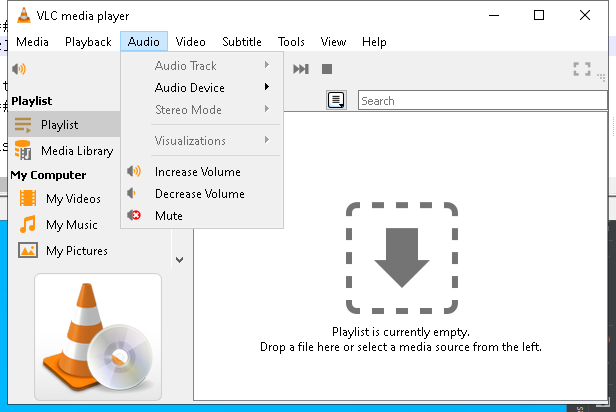 VLC media player
Media Playback Audio Video Subtitle Tools View Help
Audio Track
Audio Device
Stereo Mode
Visualizations
Increase Volume
Decrease Volume
Mute
Search
Playlist
Playlist
Media Library
My Computer
My Videos
My Music
My Pictures
Playlist is currently empty.
Drop a file here or select a media source from the left.